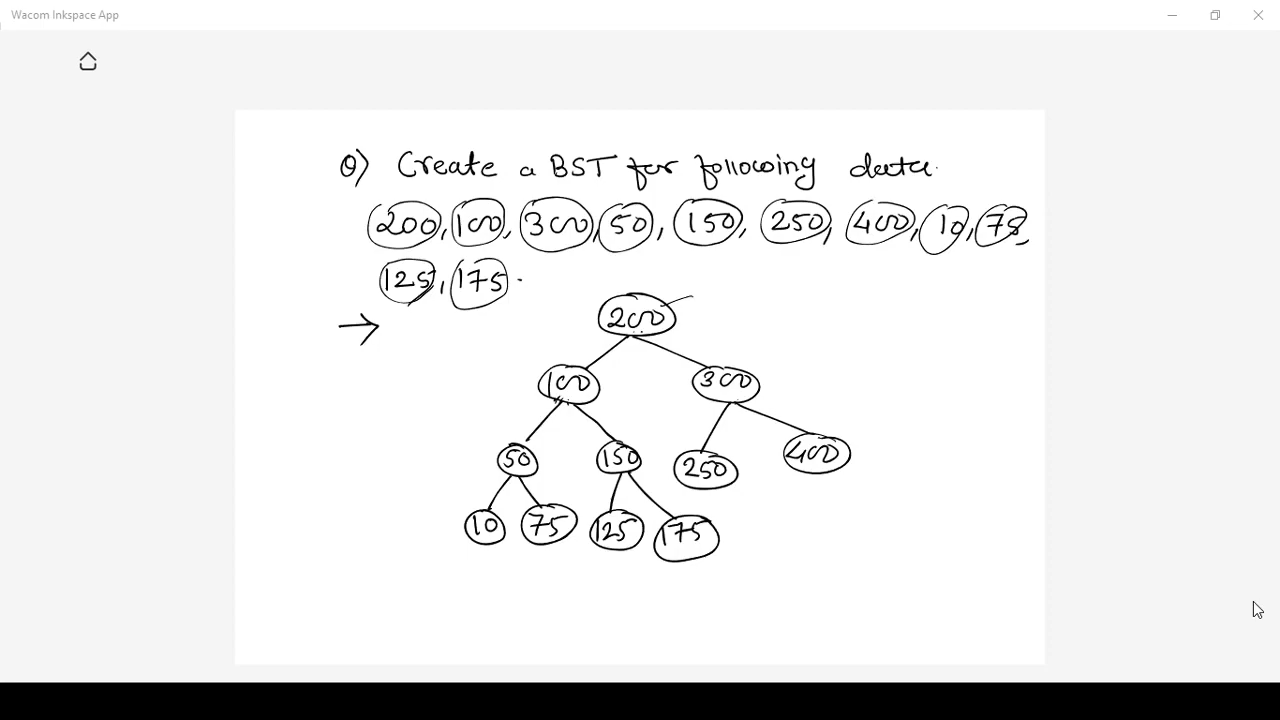 Wacom Inkspace App
Q) Create a BST for following data.
200, 100, 300, 50, 150, 250, 400, 10, 75,
125, 175.
→
200
100 300
50 150 250 400
10 75 125 175